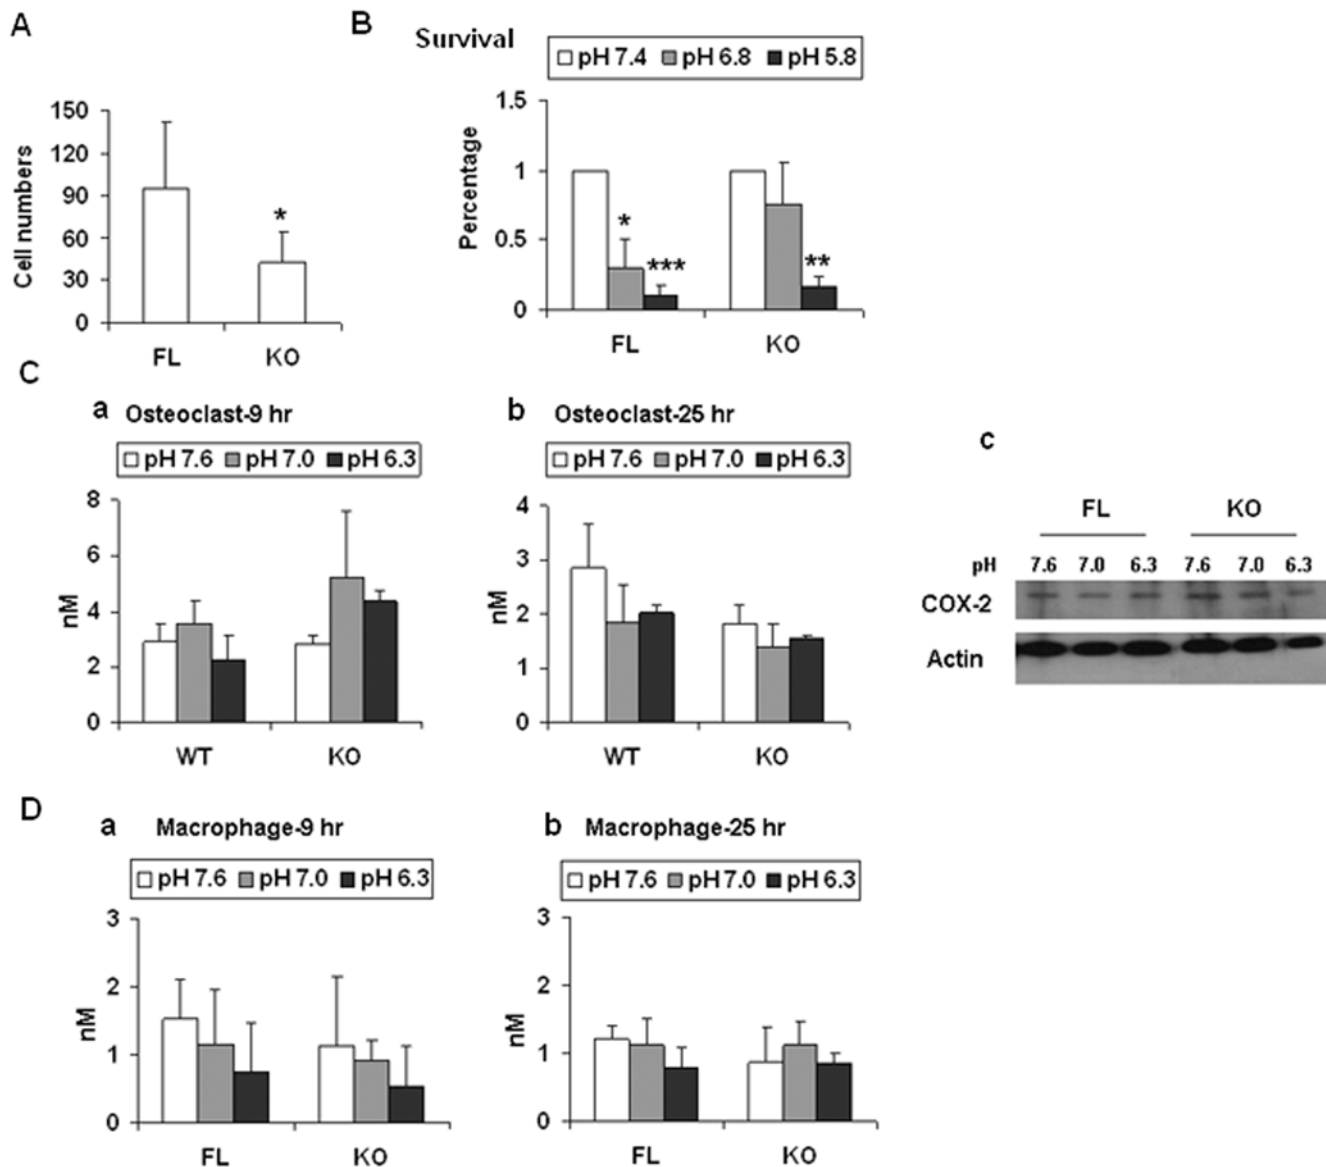 A
Cell numbers
150
120
90
60
30
0
*
FL KO
B
Survival
pH 7.4 pH 6.8 pH 5.8
Percentage
1.5
1
0.5
0
* *** **
FL KO
C
a Osteoclast-9 hr
pH 7.6 pH 7.0 pH 6.3
nM
8
6
4
2
0
WT KO
b Osteoclast-25 hr
pH 7.6 pH 7.0 pH 6.3
nM
4
3
2
1
0
WT KO
c
FL KO
pH 7.6 7.0 6.3 7.6 7.0 6.3
COX-2
Actin
D
a Macrophage-9 hr
pH 7.6 pH 7.0 pH 6.3
nM
3
2
1
0
FL KO
b Macrophage-25 hr
pH 7.6 pH 7.0 pH 6.3
nM
3
2
1
0
FL KO